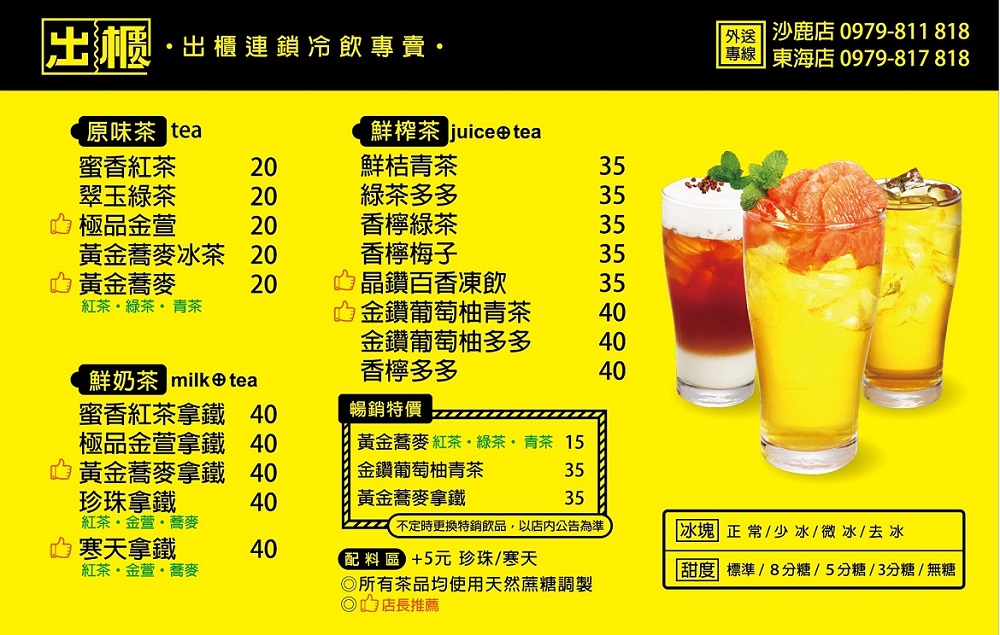 出櫃
・出櫃連鎖冷飲專賣・
外送專線
沙鹿店 0979-811 818
東海店 0979-817 818
原味茶 tea
蜜香紅茶 20
翠玉綠茶 20
極品金萱 20
黃金蕎麥冰茶 20
黃金蕎麥 20
紅茶・綠茶・青茶
鮮奶茶 milk⊕tea
蜜香紅茶拿鐵 40
極品金萱拿鐵 40
黃金蕎麥拿鐵 40
珍珠拿鐵 40
紅茶・金萱・蕎麥
寒天拿鐵 40
紅茶・金萱・蕎麥
鮮榨茶 juice⊕tea
鮮桔青茶 35
綠茶多多 35
香檸綠茶 35
香檸梅子 35
晶鑽百香凍飲 35
金鑽葡萄柚青茶 40
金鑽葡萄柚多多 40
香檸多多 40
暢銷特價
黃金蕎麥 紅茶・綠茶・青茶 15
金鑽葡萄柚青茶 35
黃金蕎麥拿鐵 35
不定時更換特銷飲品，以店內公告為準
配料區 +5元 珍珠/寒天
◎所有茶品均使用天然蔗糖調製
◎店長推薦
冰塊 正常/少冰/微冰/去冰
甜度 標準/8分糖/5分糖/3分糖/無糖